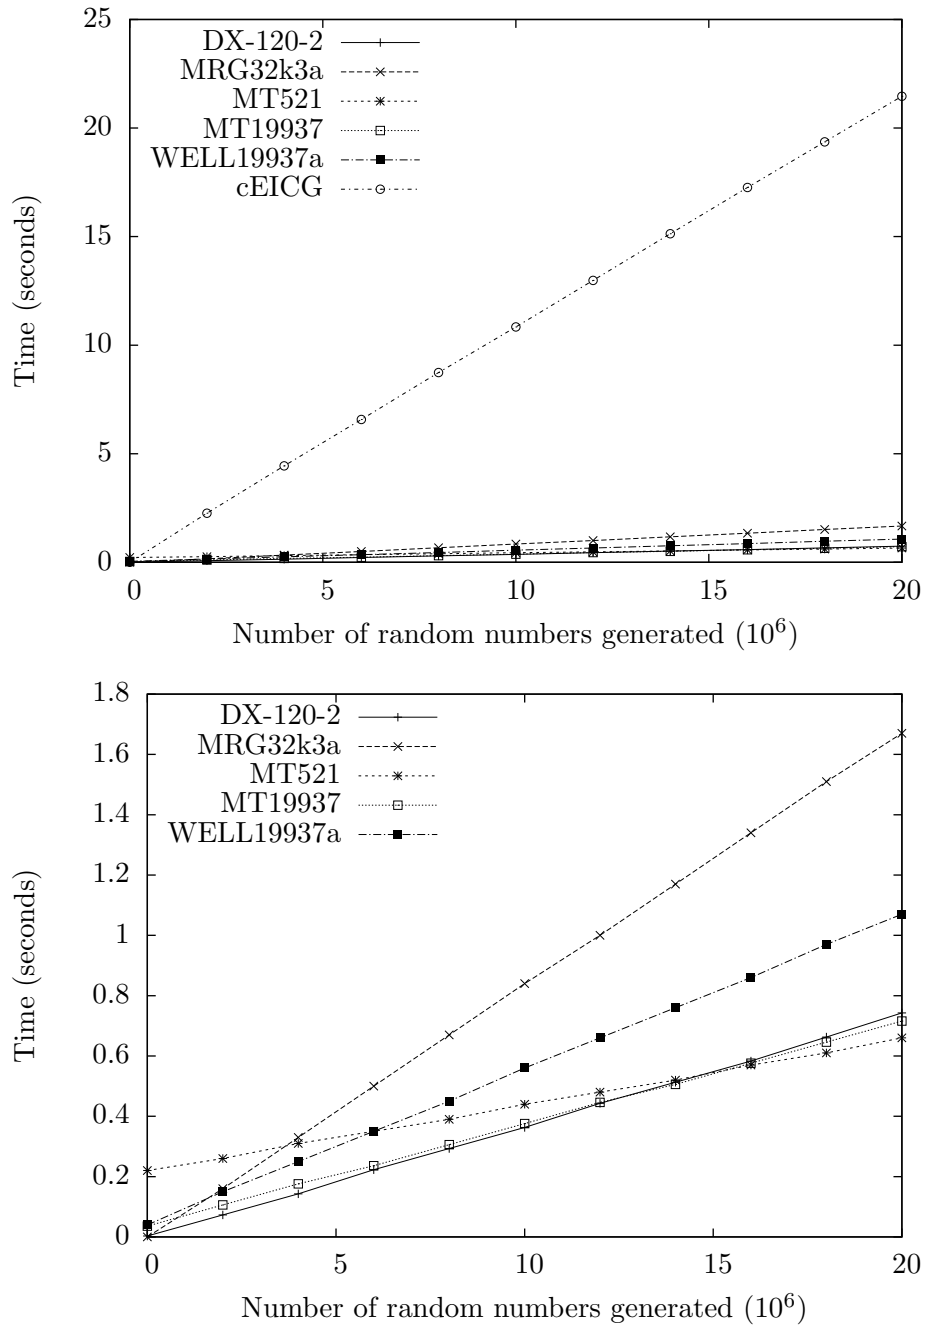 25
20
15
10
5
0
0 5 10 15 20
Time (seconds)
Number of random numbers generated (10^6)
DX-120-2
MRG32k3a
MT521
MT19937
WELL19937a
cEICG
1.8
1.6
1.4
1.2
1
0.8
0.6
0.4
0.2
0
0 5 10 15 20
Time (seconds)
Number of random numbers generated (10^6)
DX-120-2
MRG32k3a
MT521
MT19937
WELL19937a